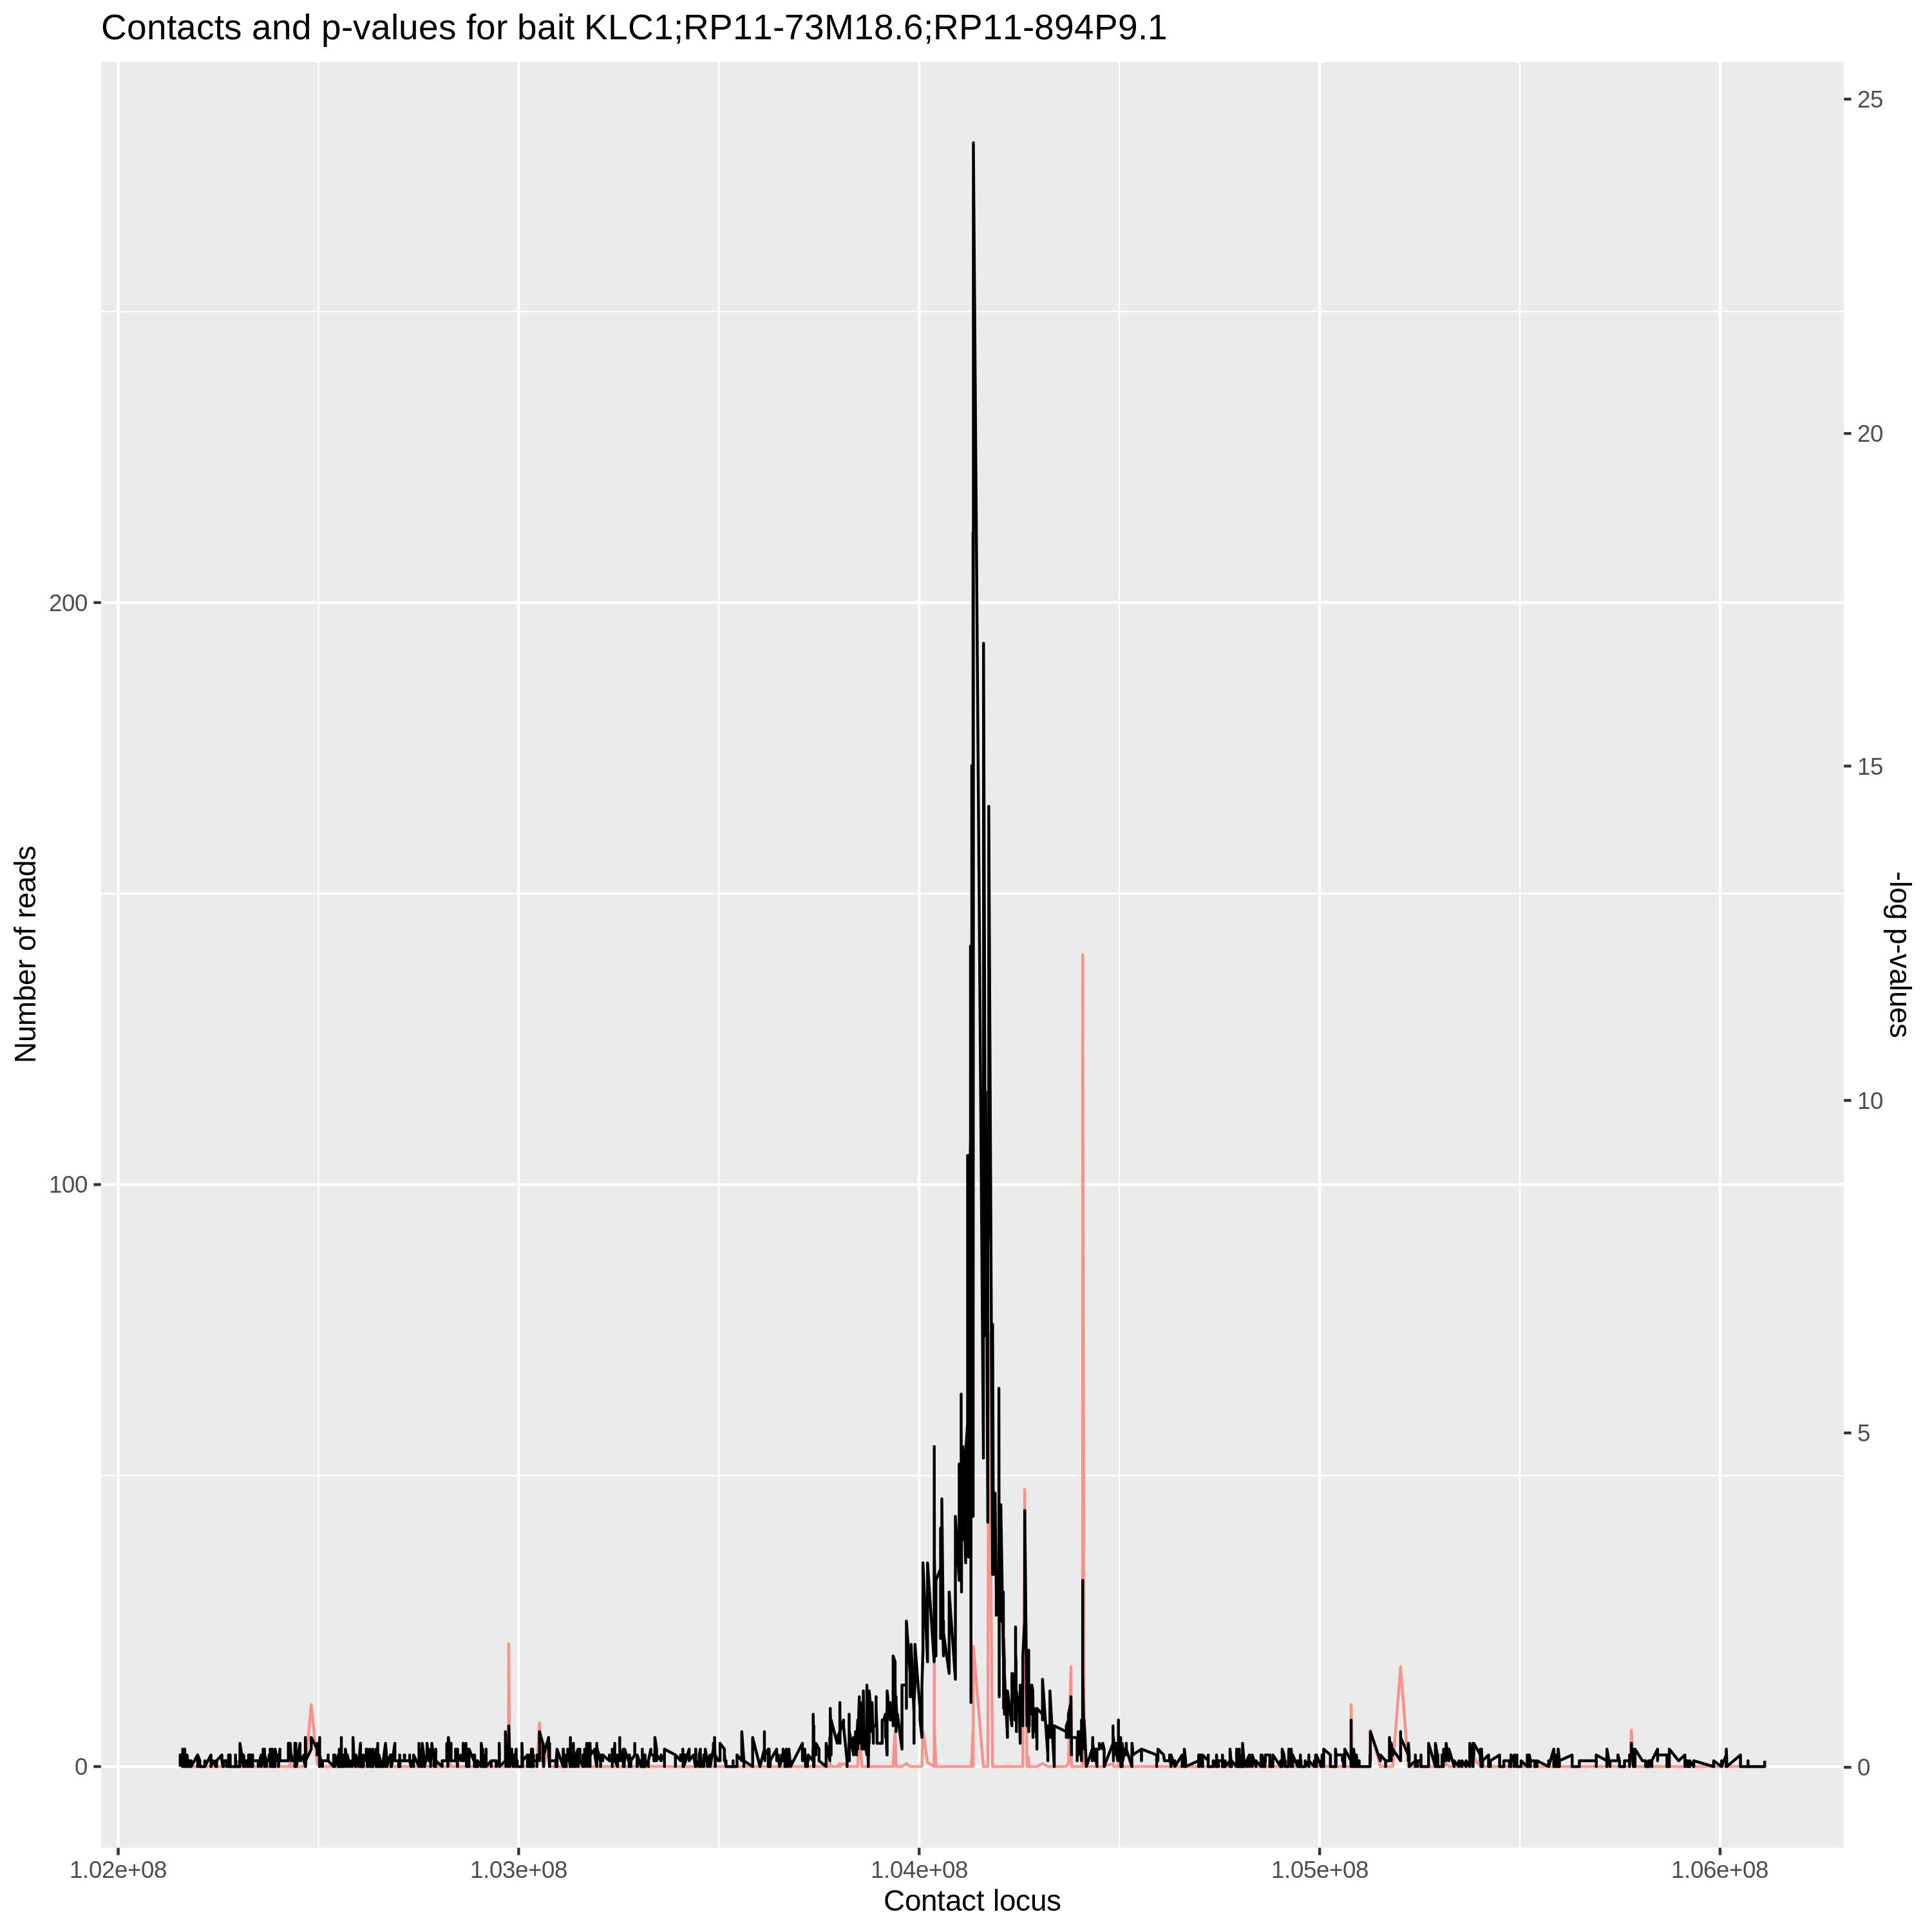 Contacts and p-values for bait KLC1;RP11-73M18.6;RP11-894P9.1
25
20
15
10
5
0
200
100
0
Number of reads
-log p-values
1.02e+08
1.03e+08
1.04e+08
1.05e+08
1.06e+08
Contact locus